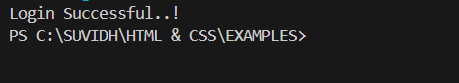 Login Successful..!
PS C:\SUVIDH\HTML & CSS\EXAMPLES>